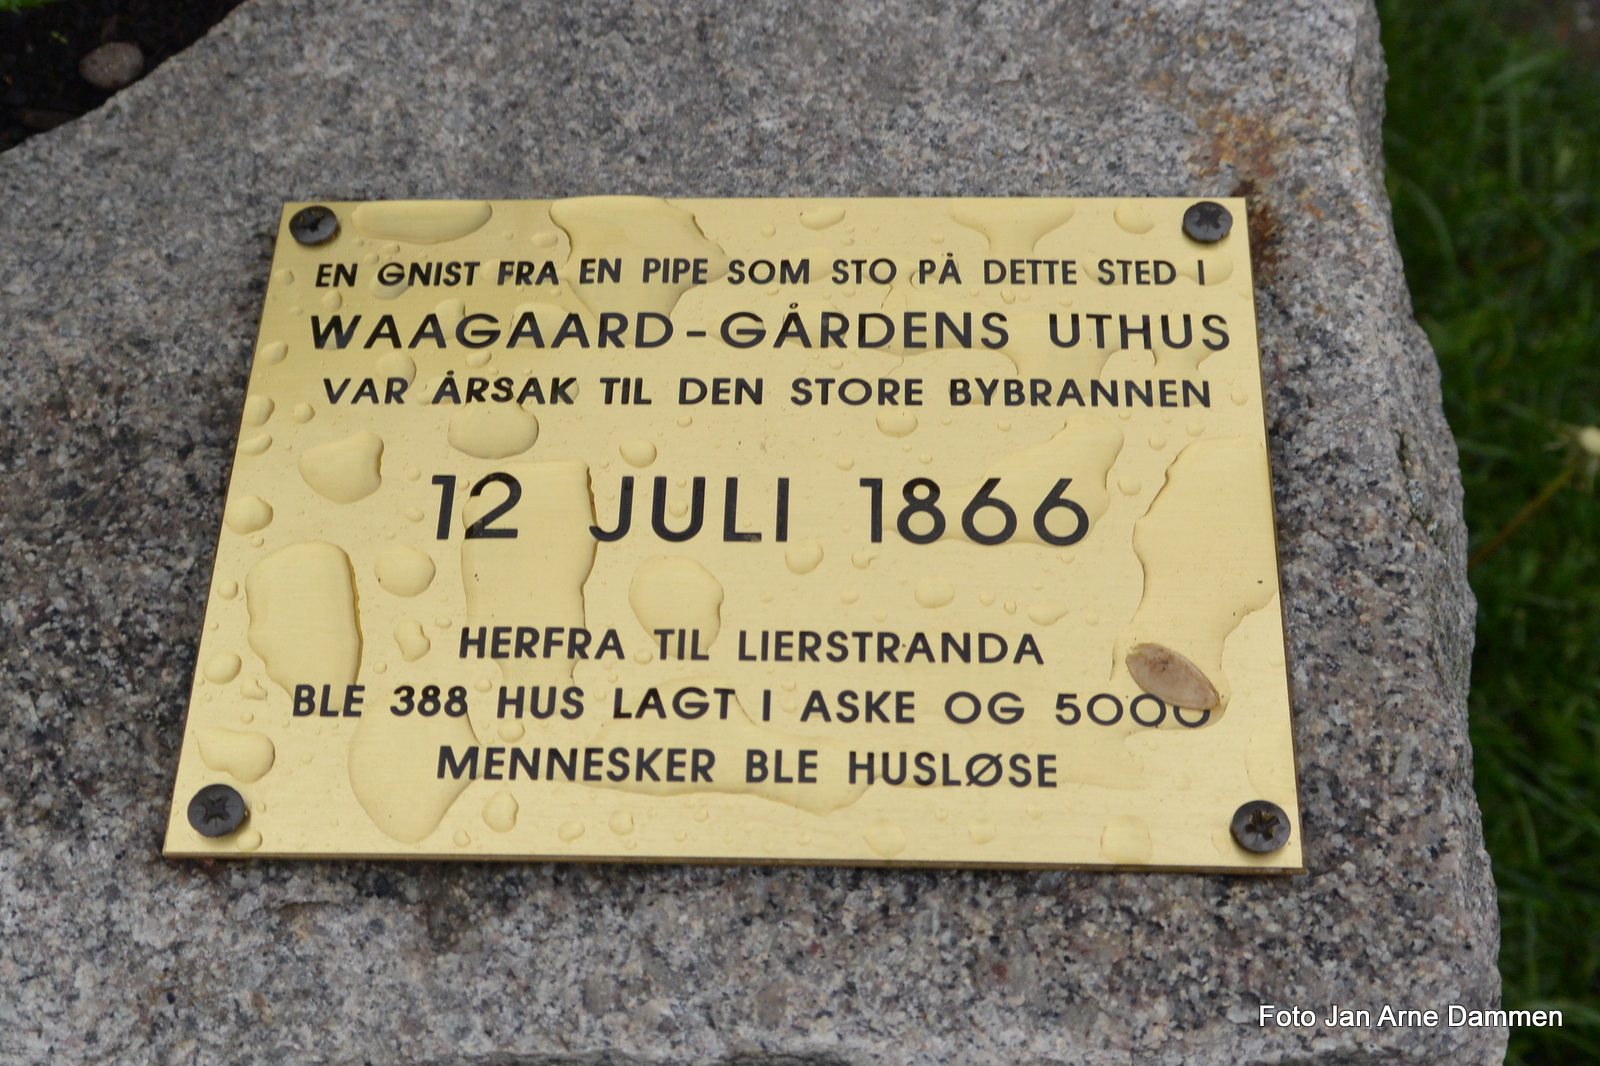 EN GNIST FRA EN PIPE SOM STO PÅ DETTE STED I
WAAGAARD-GÅRDENS UTHUS
VAR ÅRSAK TIL DEN STORE BYBRANNEN
12 JULI 1866
HERFRA TIL LIERSTRANDA
BLE 388 HUS LAGT I ASKE OG 5000
MENNESKER BLE HUSLØSE
Foto Jan Arne Dammen